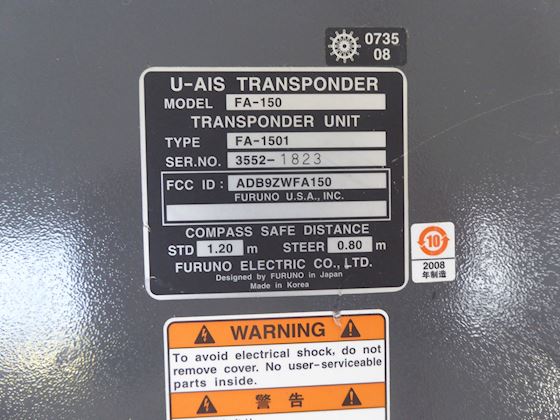 0735
08
U-AIS TRANSPONDER
MODEL FA-150
TRANSPONDER UNIT
TYPE FA-1501
SER.NO. 3552-1823
FCC ID : ADB9ZWFA150
FURUNO U.S.A., INC.
COMPASS SAFE DISTANCE
STD 1.20 m STEER 0.80 m
FURUNO ELECTRIC CO., LTD.
Designed by FURUNO in Japan
Made in Korea
10
2008
年制造
WARNING
To avoid electrical shock, do not
remove cover. No user-serviceable
parts inside.
警告